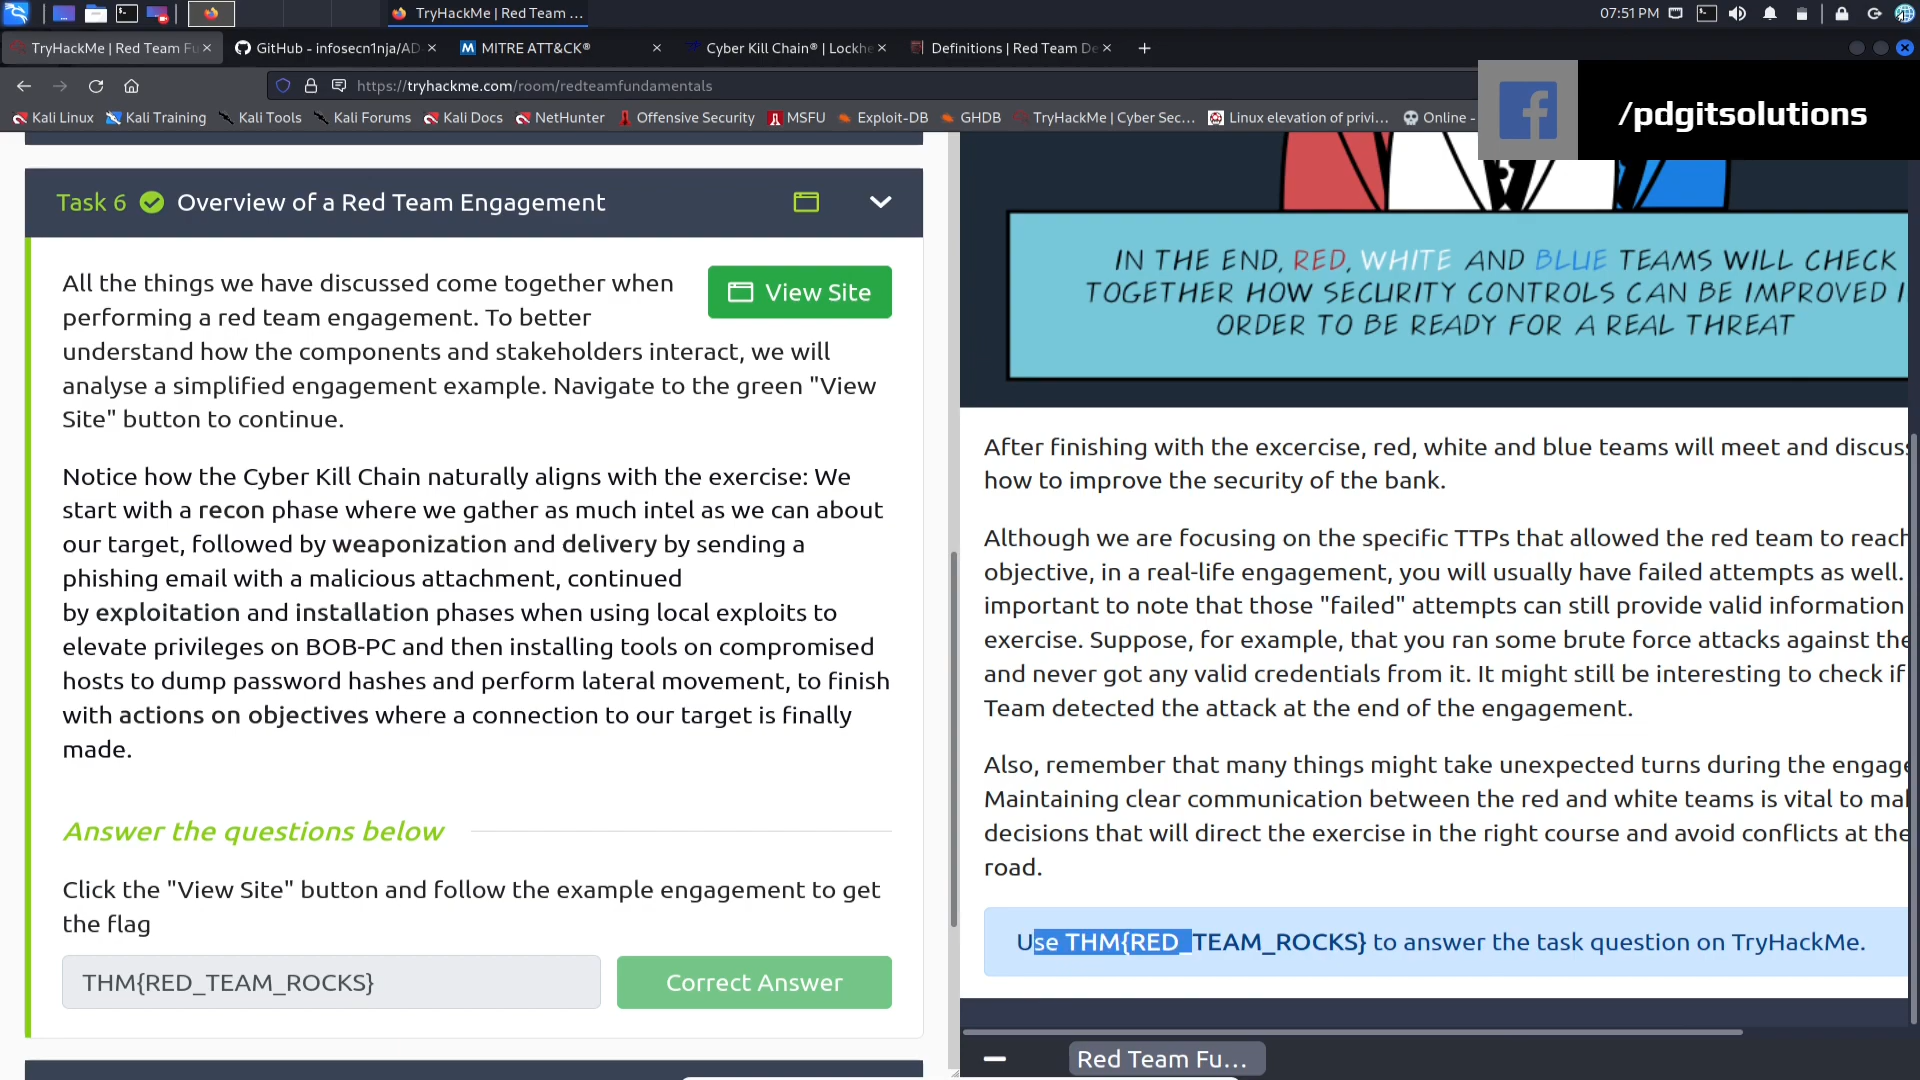 TryHackMe | Red Team ...
07:51 PM
TryHackMe | Red Team Fu
GitHub - infosecn1nja/AD
MITRE ATT&CK®
Cyber Kill Chain® | Lockhe
Definitions | Red Team De
https://tryhackme.com/room/redteamfundamentals
Kali Linux
Kali Training
Kali Tools
Kali Forums
Kali Docs
NetHunter
Offensive Security
MSFU
Exploit-DB
GHDB
TryHackMe | Cyber Sec...
Linux elevation of privi...
Online -
/pdgitsolutions
Task 6 Overview of a Red Team Engagement
All the things we have discussed come together when
performing a red team engagement. To better
understand how the components and stakeholders interact, we will
analyse a simplified engagement example. Navigate to the green "View
Site" button to continue.
View Site
Notice how the Cyber Kill Chain naturally aligns with the exercise: We
start with a recon phase where we gather as much intel as we can about
our target, followed by weaponization and delivery by sending a
phishing email with a malicious attachment, continued
by exploitation and installation phases when using local exploits to
elevate privileges on BOB-PC and then installing tools on compromised
hosts to dump password hashes and perform lateral movement, to finish
with actions on objectives where a connection to our target is finally
made.
Answer the questions below
Click the "View Site" button and follow the example engagement to get
the flag
THM{RED_TEAM_ROCKS}
Correct Answer
IN THE END, RED, WHITE AND BLUE TEAMS WILL CHECK
TOGETHER HOW SECURITY CONTROLS CAN BE IMPROVED I
ORDER TO BE READY FOR A REAL THREAT
After finishing with the excercise, red, white and blue teams will meet and discus
how to improve the security of the bank.
Although we are focusing on the specific TTPs that allowed the red team to reach
objective, in a real-life engagement, you will usually have failed attempts as well.
important to note that those "failed" attempts can still provide valid information
exercise. Suppose, for example, that you ran some brute force attacks against the
and never got any valid credentials from it. It might still be interesting to check if
Team detected the attack at the end of the engagement.
Also, remember that many things might take unexpected turns during the engage
Maintaining clear communication between the red and white teams is vital to mal
decisions that will direct the exercise in the right course and avoid conflicts at the
road.
Use THM{RED_TEAM_ROCKS} to answer the task question on TryHackMe.
Red Team Fu...